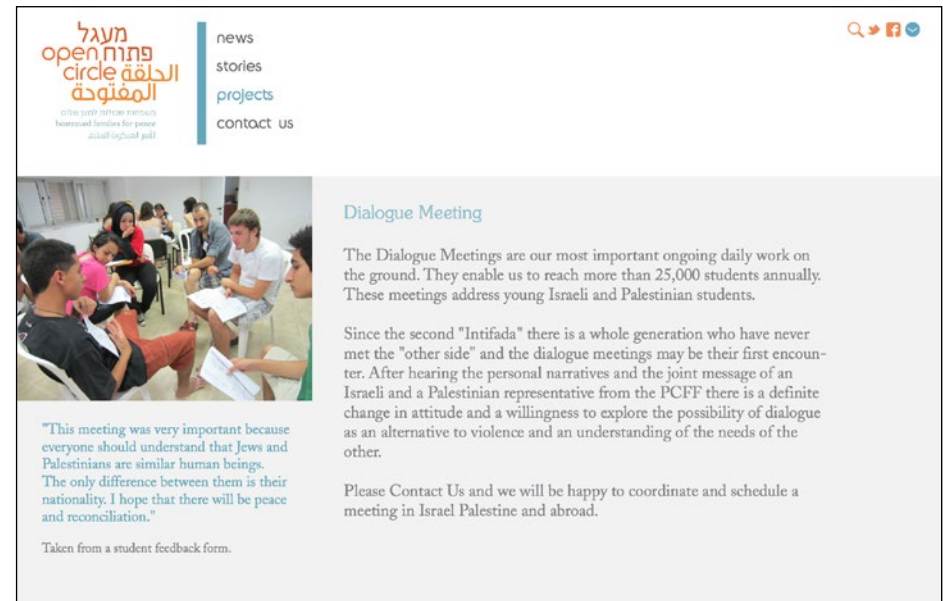 מעגל
open פתוח
circle الحلقة
المفتوحة
bereaved families for peace
news
stories
projects
contact us
Dialogue Meeting
The Dialogue Meetings are our most important ongoing daily work on
the ground. They enable us to reach more than 25,000 students annually.
These meetings address young Israeli and Palestinian students.
Since the second "Intifada" there is a whole generation who have never
met the "other side" and the dialogue meetings may be their first encoun-
ter. After hearing the personal narratives and the joint message of an
Israeli and a Palestinian representative from the PCFF there is a definite
change in attitude and a willingness to explore the possibility of dialogue
as an alternative to violence and an understanding of the needs of the
other.
Please Contact Us and we will be happy to coordinate and schedule a
meeting in Israel Palestine and abroad.
"This meeting was very important because
everyone should understand that Jews and
Palestinians are similar human beings.
The only difference between them is their
nationality. I hope that there will be peace
and reconciliation."
Taken from a student feedback form.